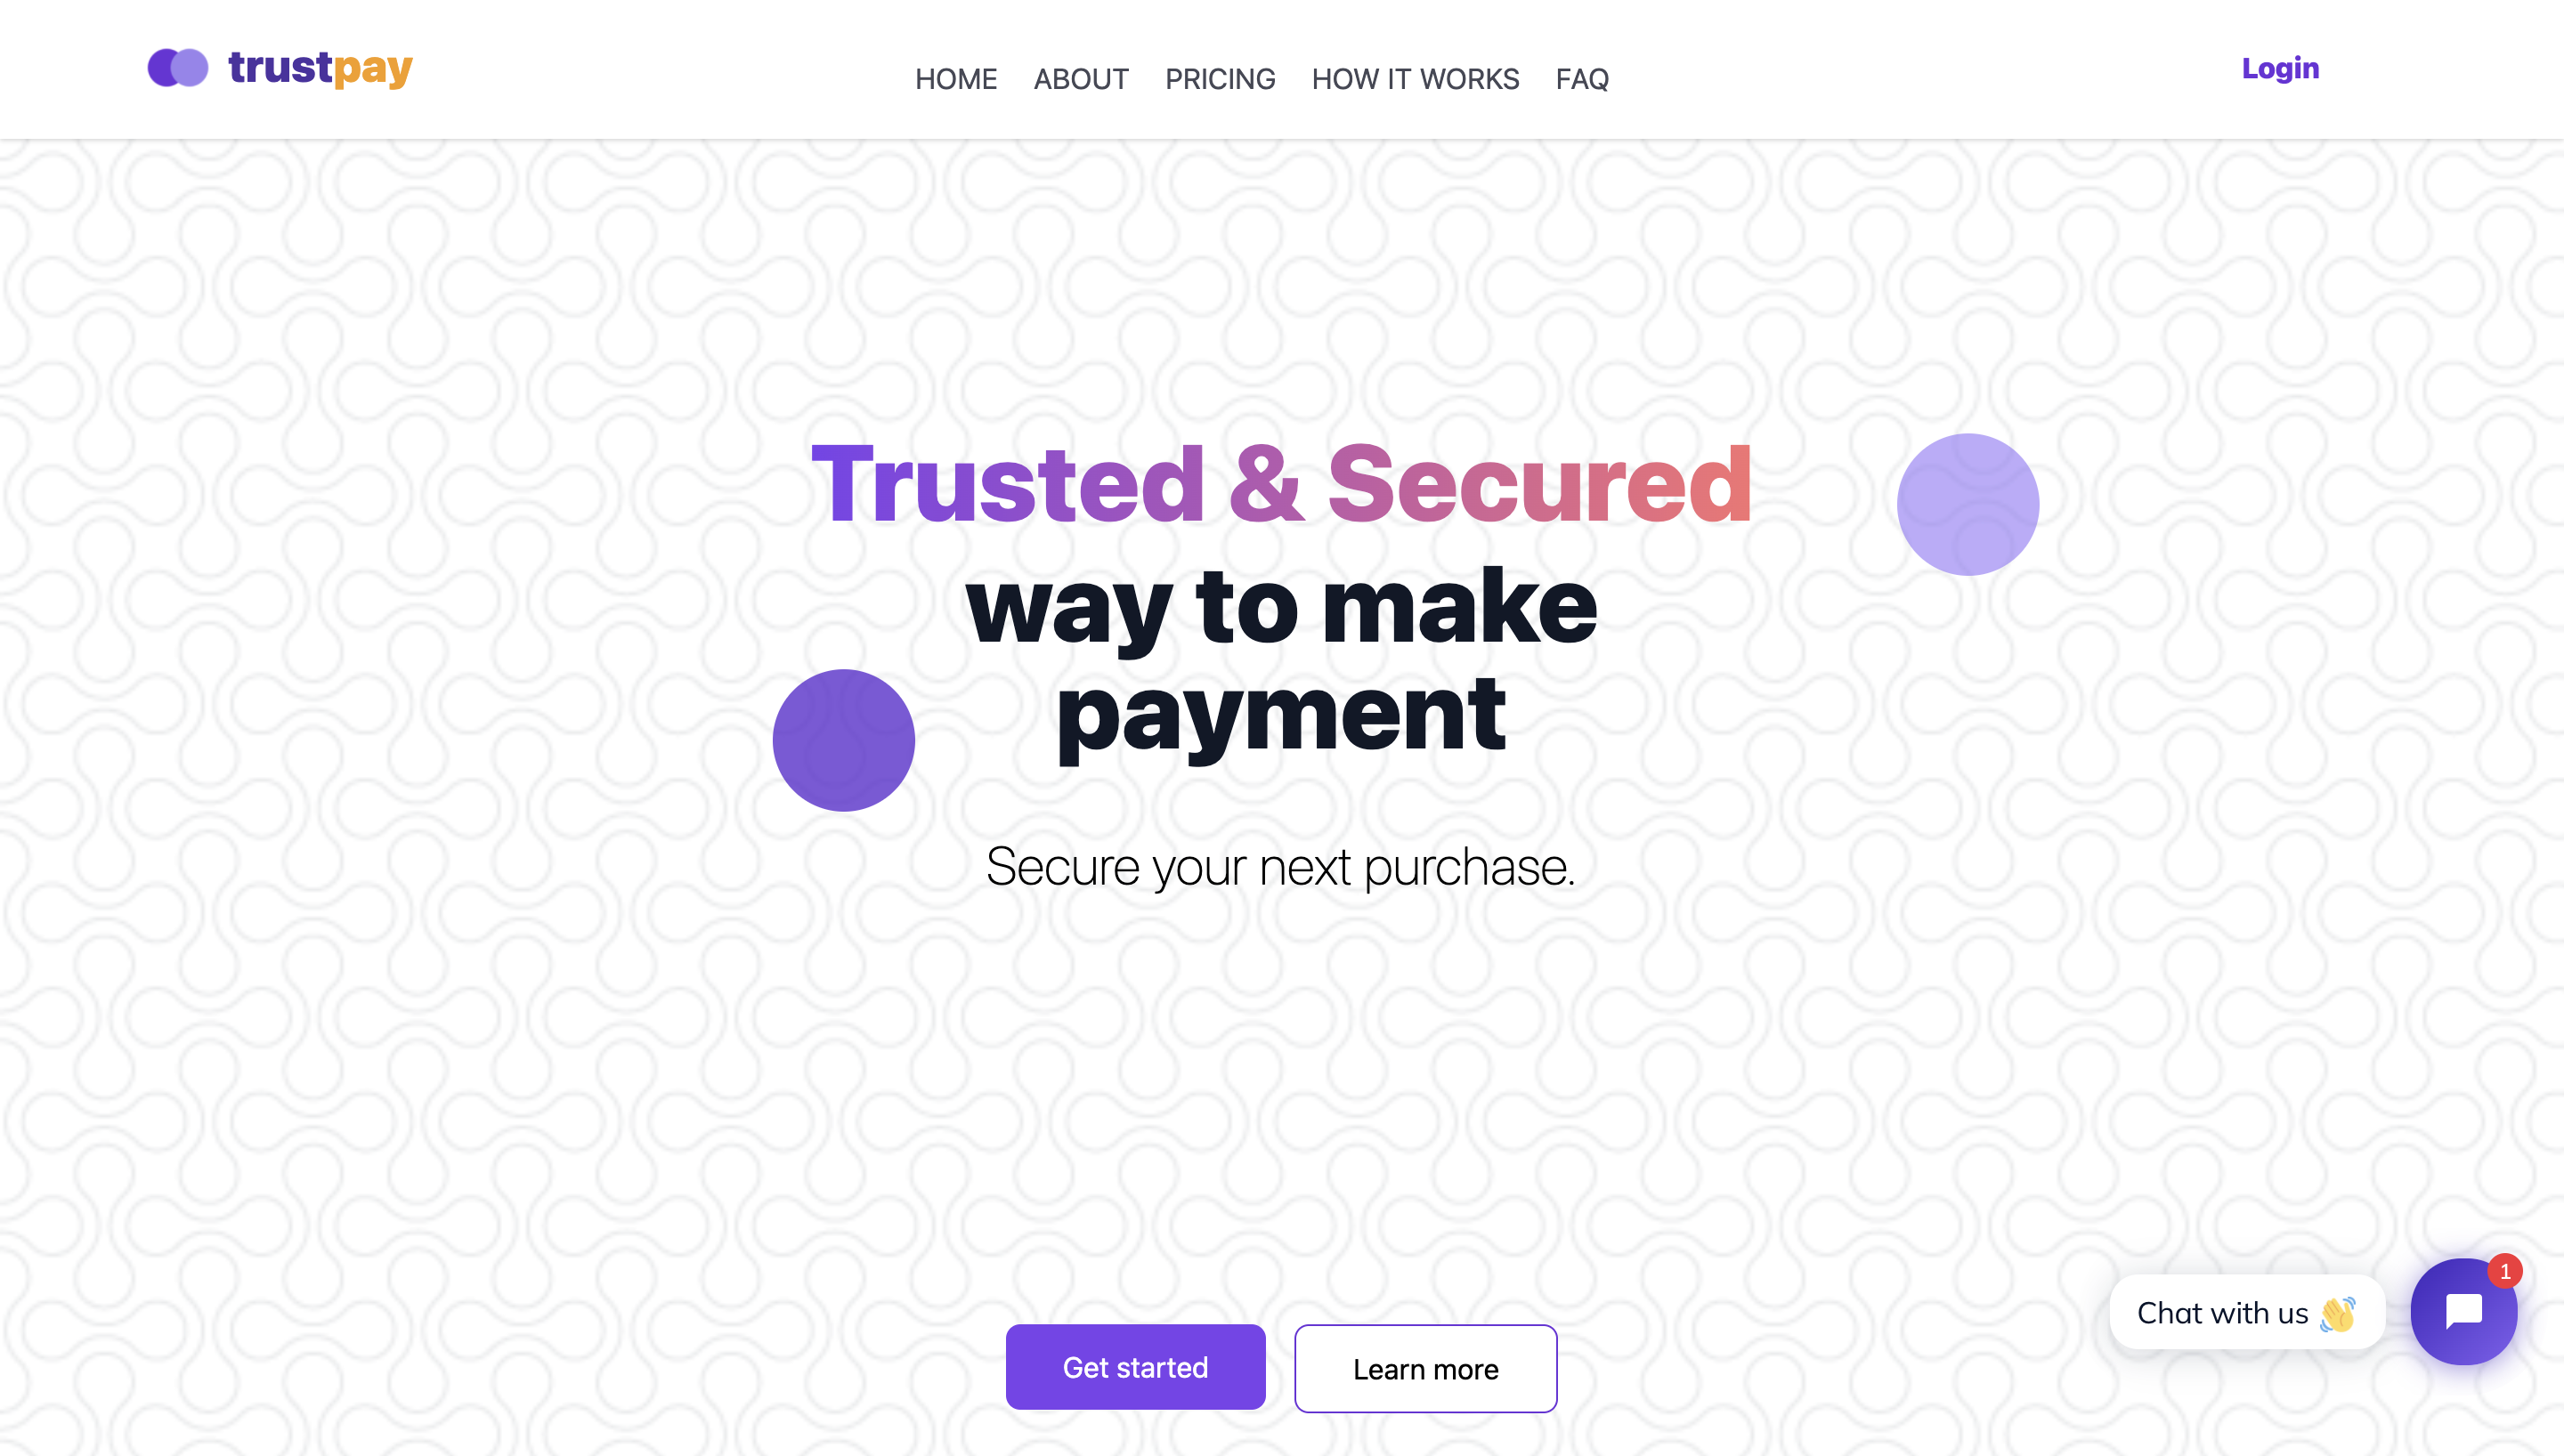 trustpay
HOME ABOUT PRICING HOW IT WORKS FAQ
Login
Trusted & Secured
way to make
payment
Secure your next purchase.
1
Chat with us 👋
Get started
Learn more